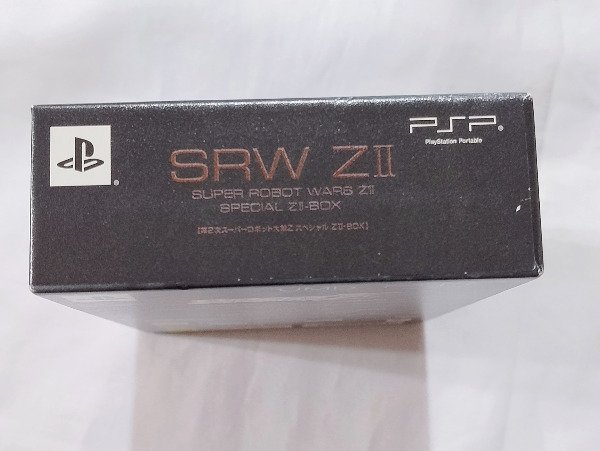 PSP
PlayStation Portable
SRW ZII
SUPER ROBOT WARS ZII
SPECIAL ZII-BOX
[第2次スーパーロボット大戦Z スペシャル ZII-BOX]